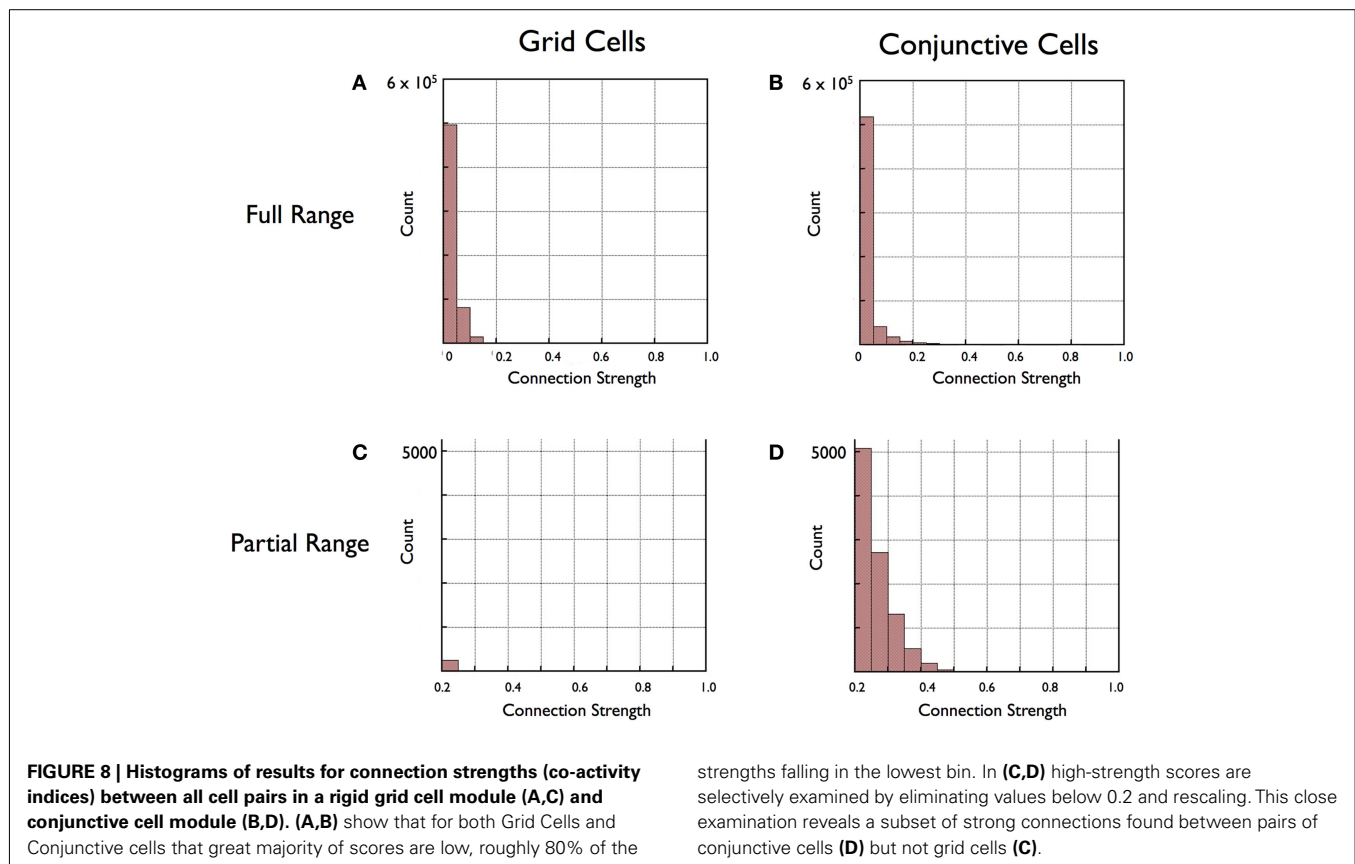 Grid Cells
Conjunctive Cells
A
6 x 10⁵
Count
0 0.2 0.4 0.6 0.8 1.0
Connection Strength
B
6 x 10⁵
Count
0 0.2 0.4 0.6 0.8 1.0
Connection Strength
Full Range
C
5000
Count
0.2 0.4 0.6 0.8 1.0
Connection Strength
D
5000
Count
0.2 0.4 0.6 0.8 1.0
Connection Strength
Partial Range
FIGURE 8 | Histograms of results for connection strengths (co-activity
indices) between all cell pairs in a rigid grid cell module (A,C) and
conjunctive cell module (B,D). (A,B) show that for both Grid Cells and
Conjunctive cells that great majority of scores are low, roughly 80% of the
strengths falling in the lowest bin. In (C,D) high-strength scores are
selectively examined by eliminating values below 0.2 and rescaling. This close
examination reveals a subset of strong connections found between pairs of
conjunctive cells (D) but not grid cells (C).